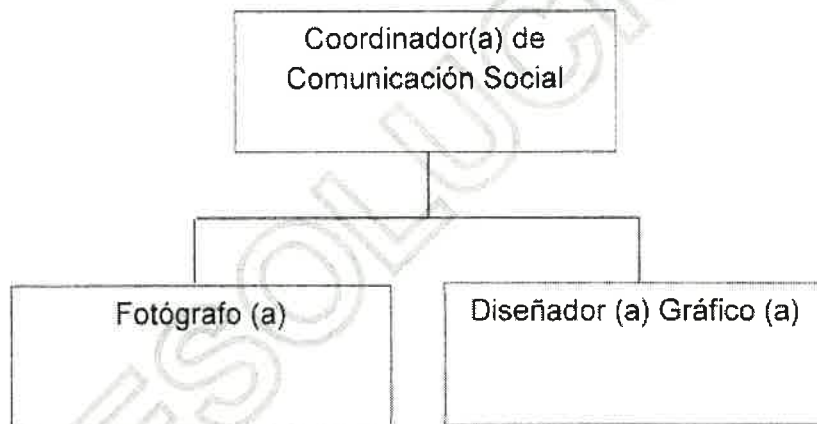 Coordinador(a) de
Comunicación Social
Fotógrafo (a)
Diseñador (a) Gráfico (a)